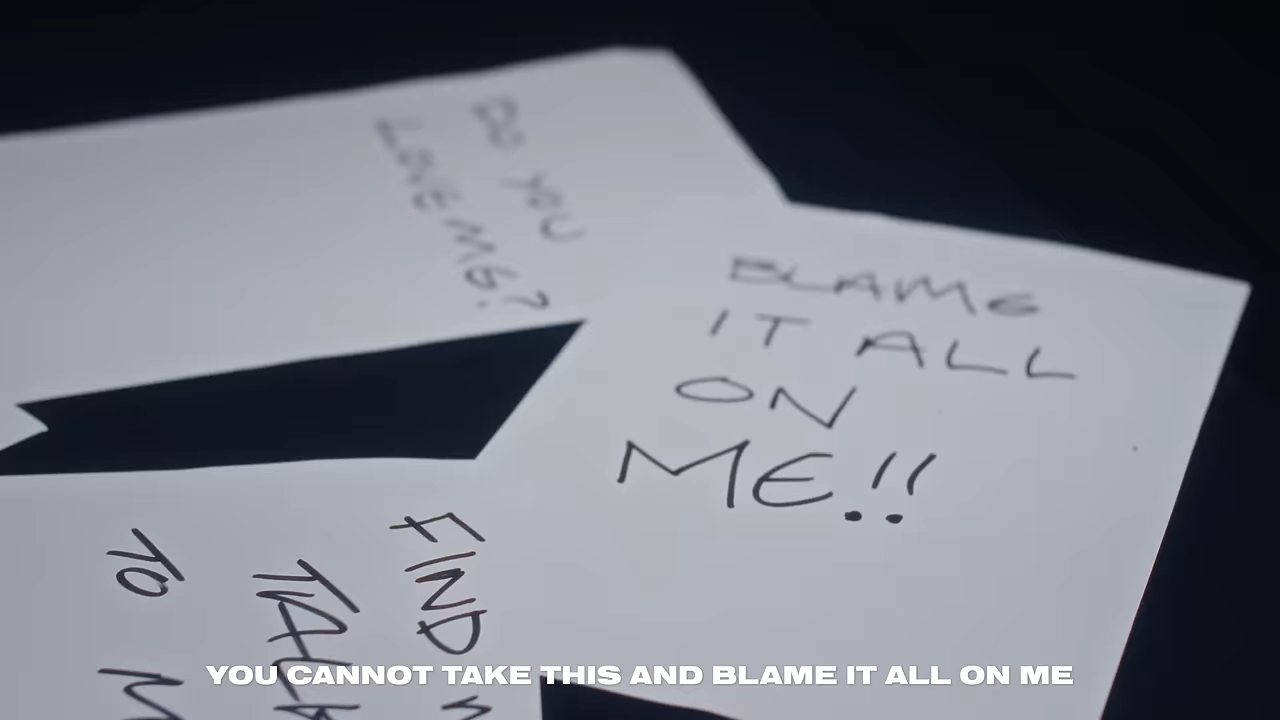 DO YOU
LOVE ME?
BLAME
IT ALL
ON
ME!!
FIND
TO
YOU CANNOT TAKE THIS AND BLAME IT ALL ON ME